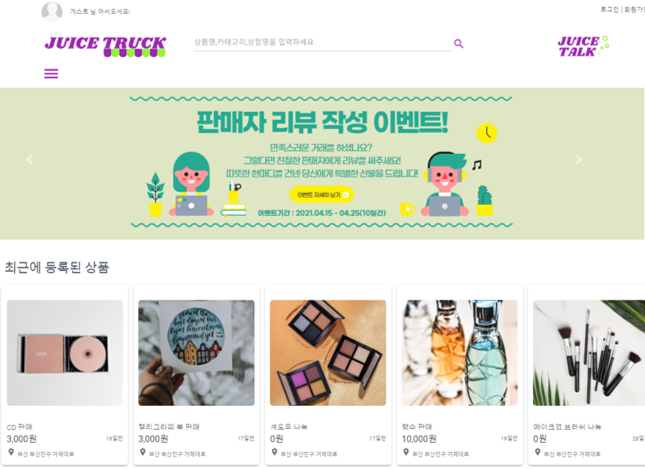 게스트 님 어서오세요!
로그인 | 회원가입
JUICE TRUCK
상품명,카테고리,상점명을 입력하세요
JUICE TALK
판매자 리뷰 작성 이벤트!
만족스러운 거래를 하셨나요?
그렇다면 친절한 판매자에게 리뷰를 써주세요!
따뜻한 한마디를 건넨 당신에게 특별한 선물을 드립니다!
이벤트 자세히 보기
이벤트기간 : 2021.04.15 - 04.25(10일간)
최근에 등록된 상품
CD 판매
3,000원
16일전
부산 부산진구 거제대로
캘리그라피 북 판매
3,000원
17일전
부산 부산진구 거제대로
섀도우 나눔
0원
17일전
부산 부산진구 거제대로
향수 판매
10,000원
19일전
부산 부산진구 거제대로
메이크업 브러쉬 나눔
0원
부산 부산진구 거제대로